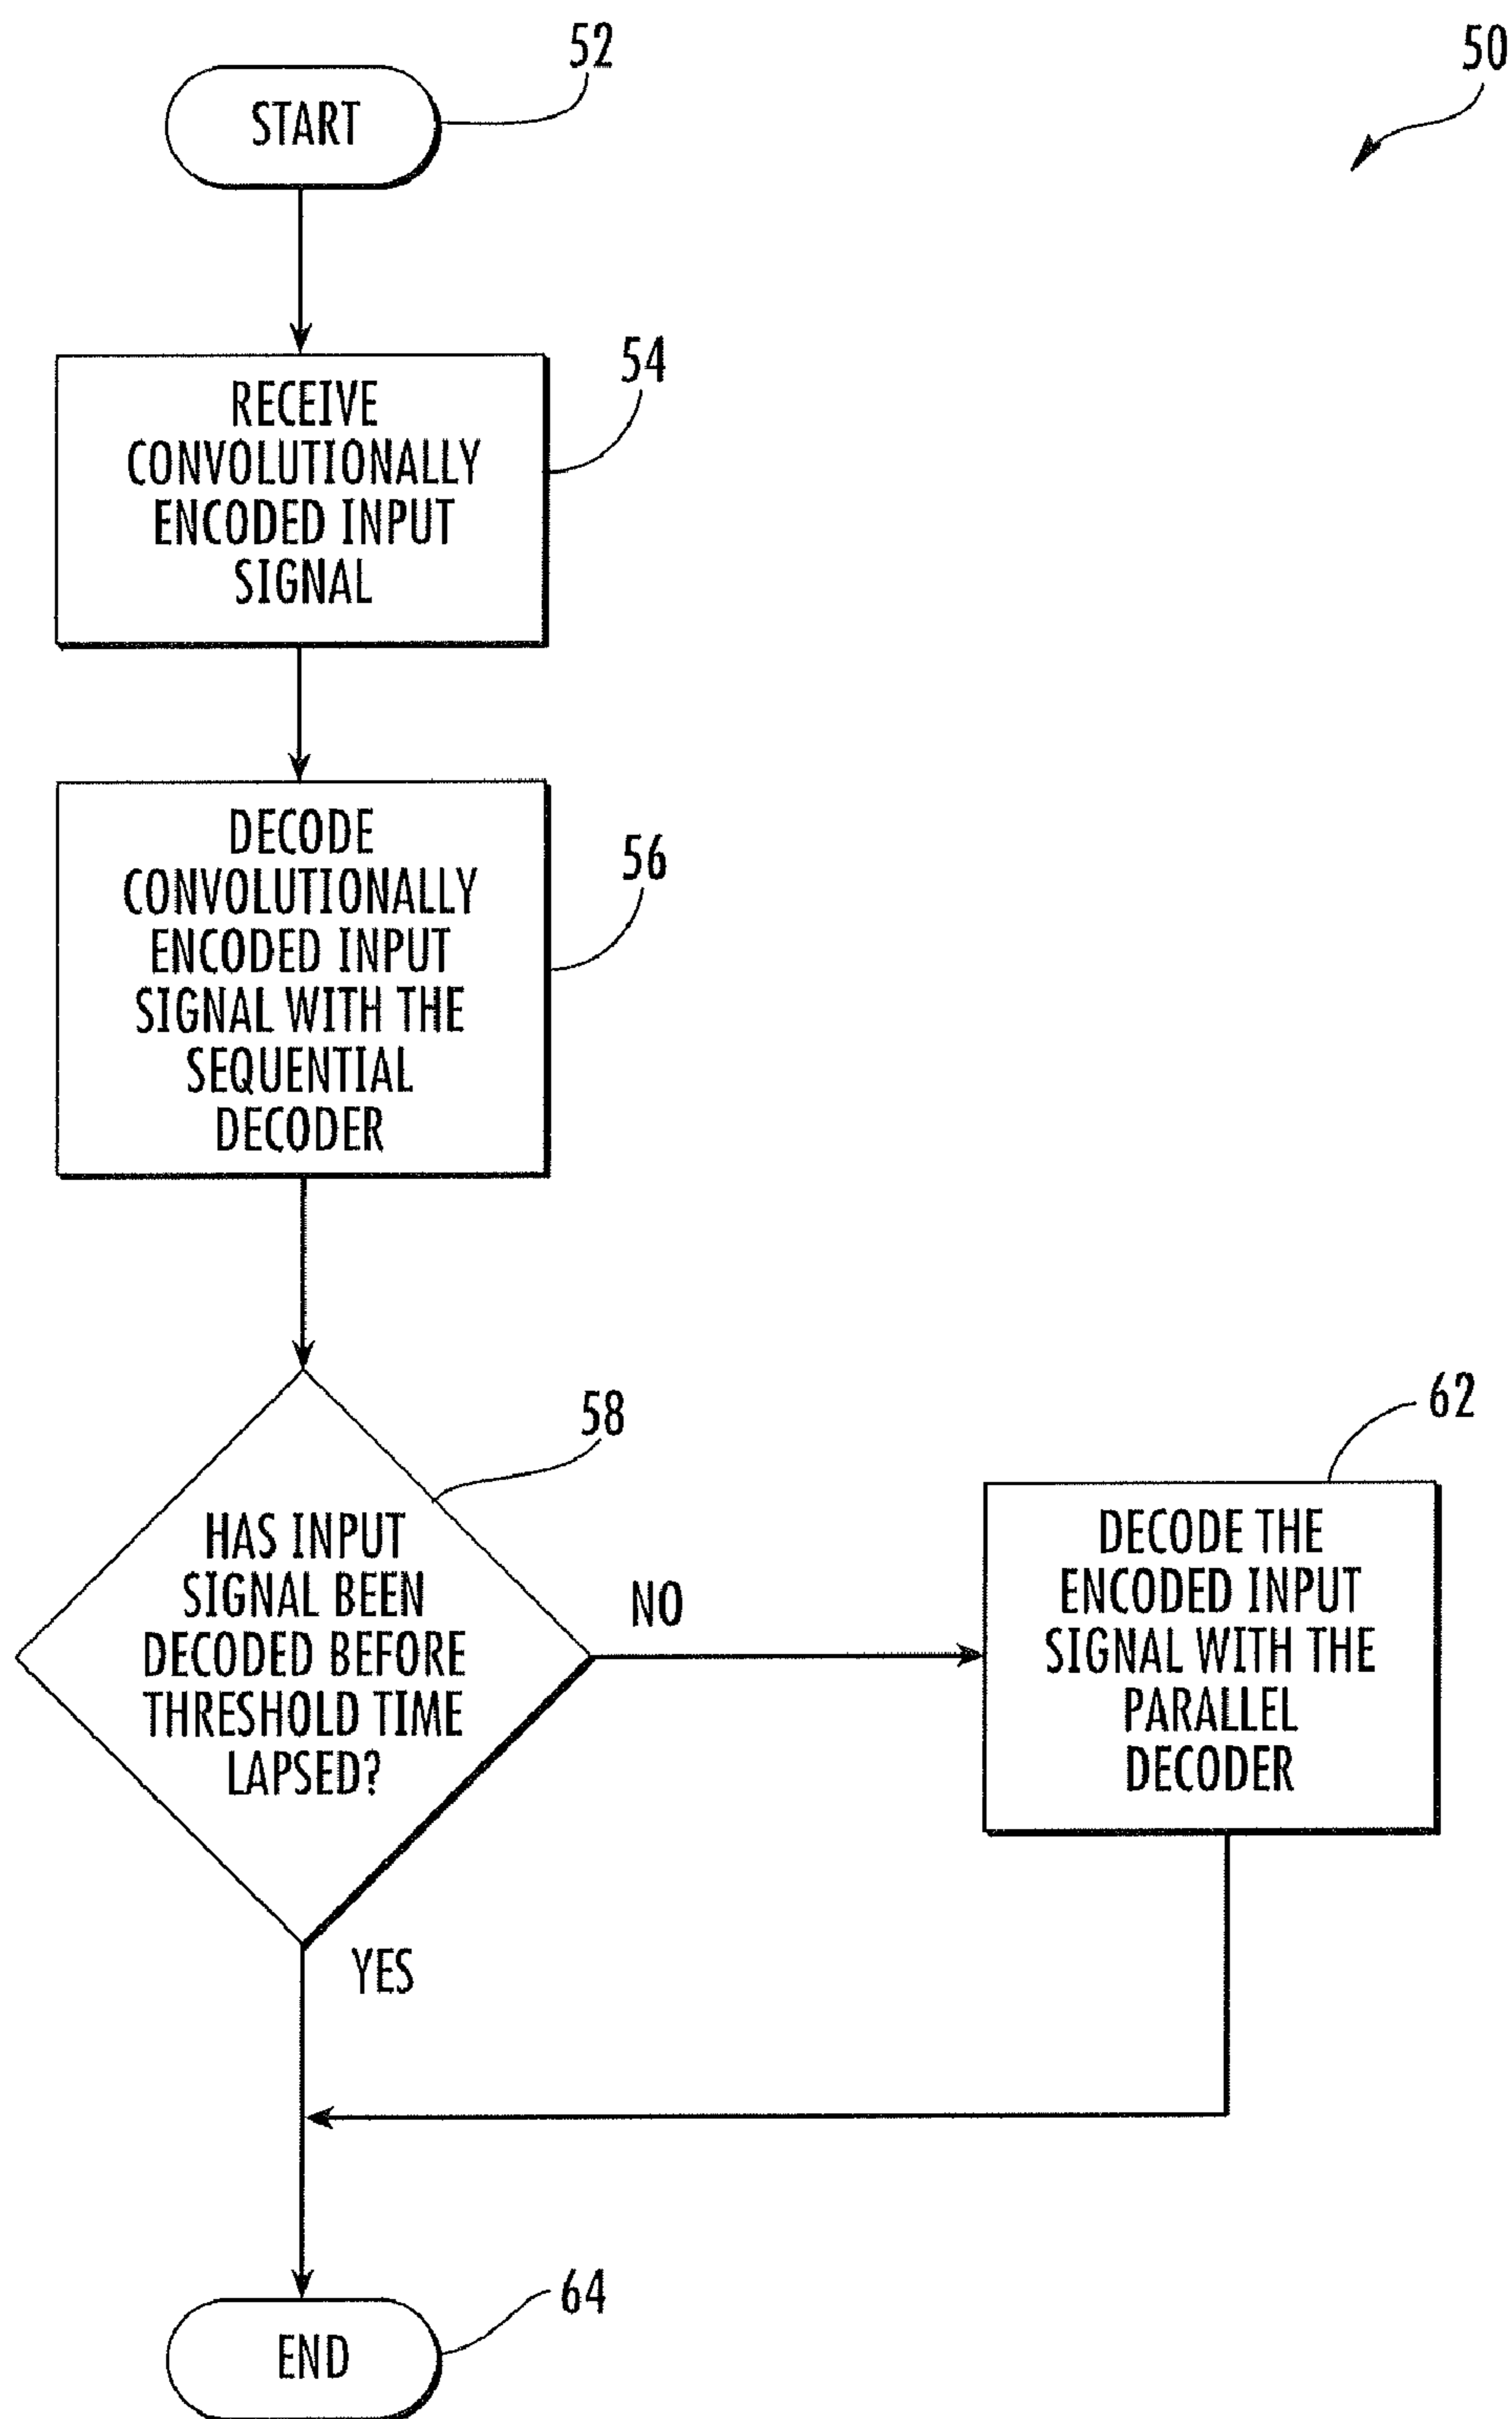 52
50
START
54
RECEIVE
CONVOLUTIONALLY
ENCODED INPUT
SIGNAL
56
DECODE
CONVOLUTIONALLY
ENCODED INPUT
SIGNAL WITH THE
SEQUENTIAL
DECODER
58
HAS INPUT
SIGNAL BEEN
DECODED BEFORE
THRESHOLD TIME
LAPSED?
NO
62
DECODE THE
ENCODED INPUT
SIGNAL WITH THE
PARALLEL
DECODER
YES
64
END